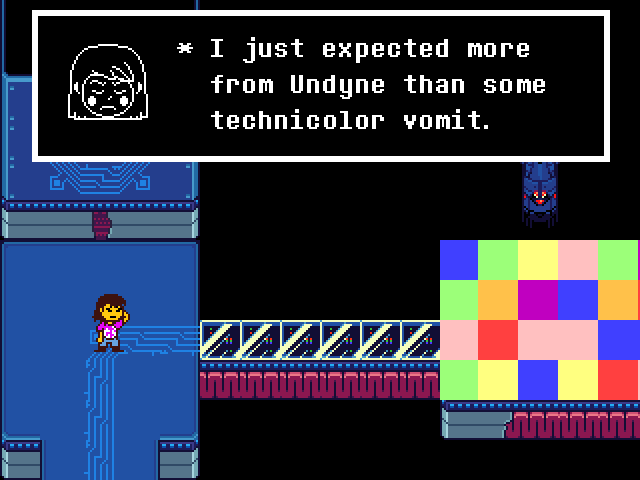 * I just expected more
from Undyne than some
technicolor vomit.